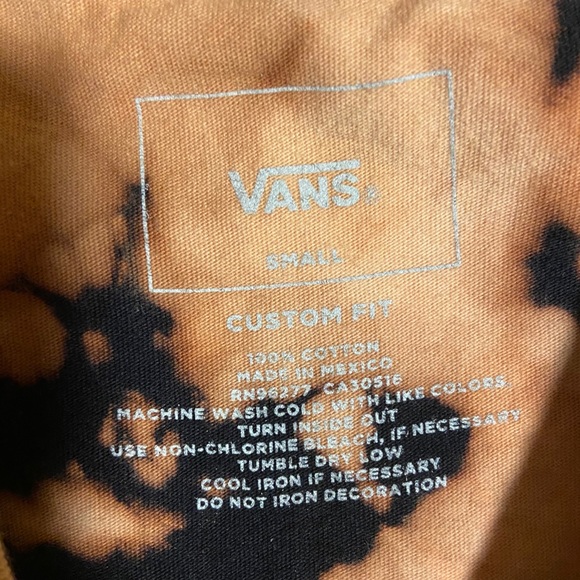 VANS
SMALL
CUSTOM FIT
100% COTTON
MADE IN MEXICO
RN96277 CA30516
MACHINE WASH COLD WITH LIKE COLORS,
TURN INSIDE OUT
USE NON-CHLORINE BLEACH, IF NECESSARY
TUMBLE DRY LOW
COOL IRON IF NECESSARY
DO NOT IRON DECORATION